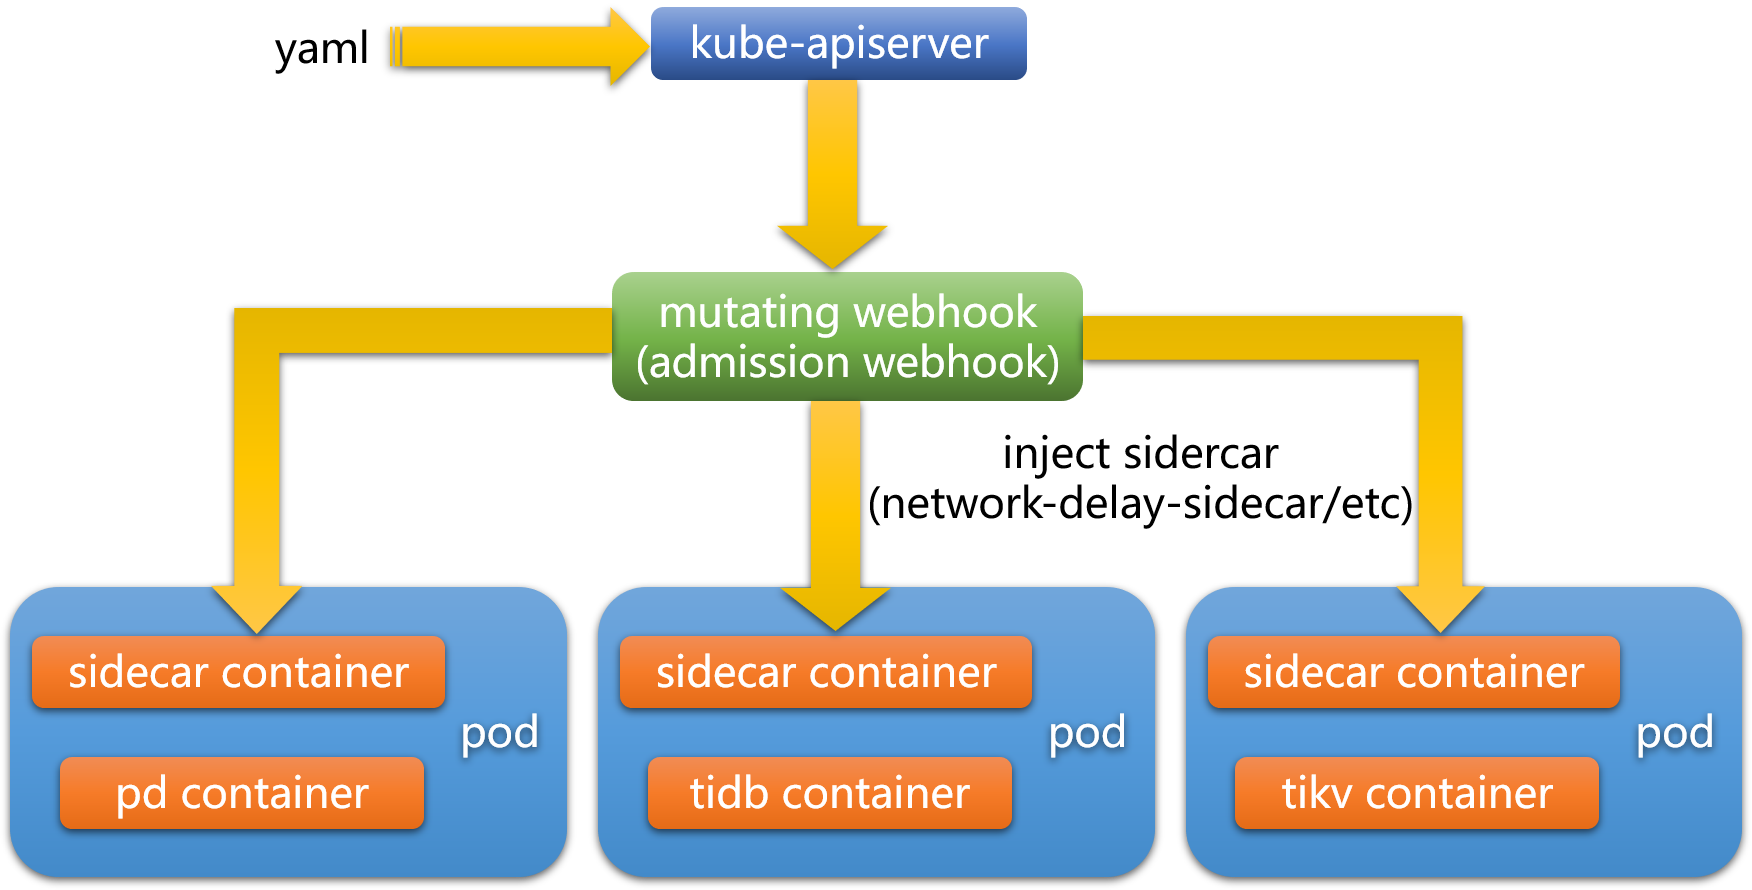 yaml
kube-apiserver
mutating webhook
(admission webhook)
inject sidercar
(network-delay-sidecar/etc)
sidecar container
pod
pd container
sidecar container
pod
tidb container
sidecar container
pod
tikv container